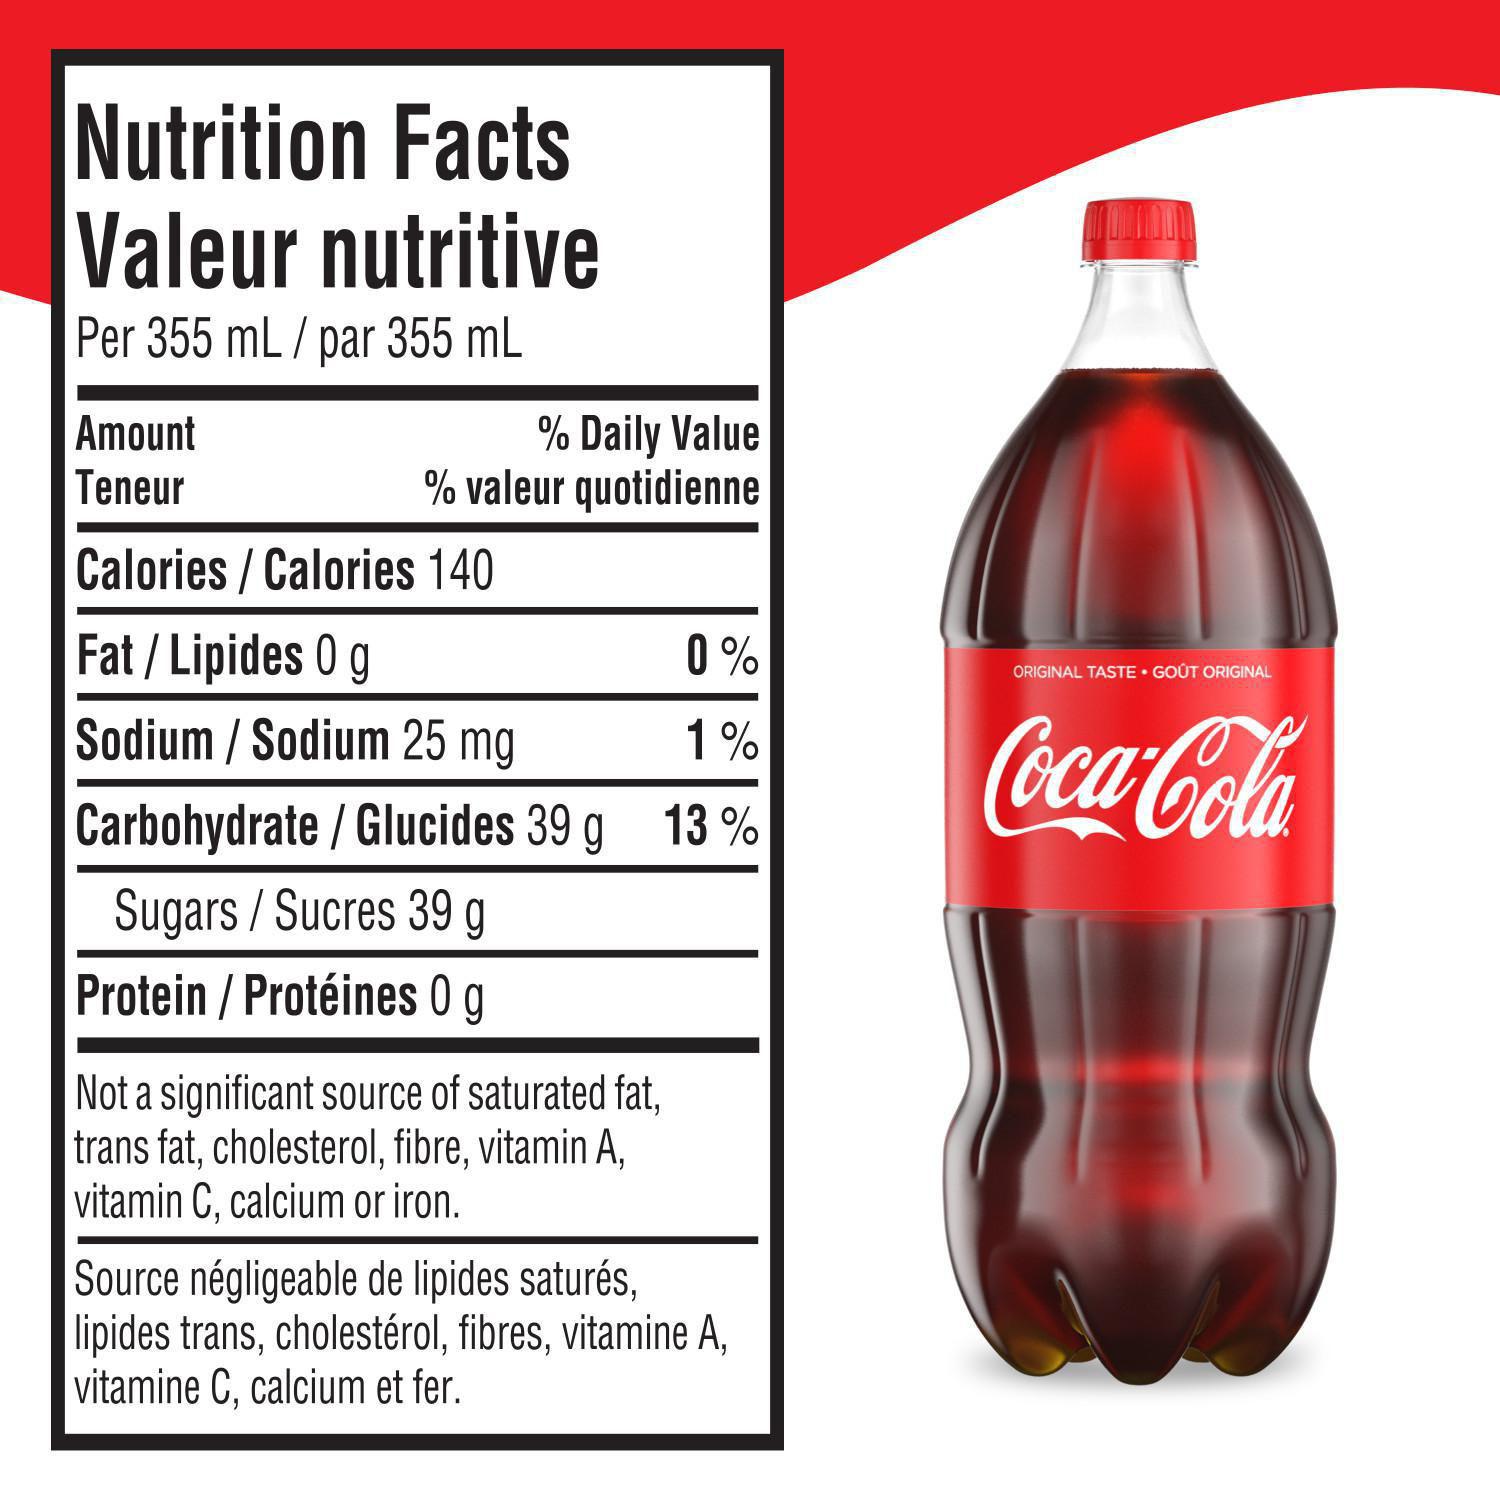 Nutrition Facts
Valeur nutritive
Per 355 mL / par 355 mL
Amount % Daily Value
Teneur % valeur quotidienne
Calories / Calories 140
Fat / Lipides 0 g 0 %
Sodium / Sodium 25 mg 1 %
Carbohydrate / Glucides 39 g 13 %
Sugars / Sucres 39 g
Protein / Protéines 0 g
Not a significant source of saturated fat,
trans fat, cholesterol, fibre, vitamin A,
vitamin C, calcium or iron.
Source négligeable de lipides saturés,
lipides trans, cholestérol, fibres, vitamine A,
vitamine C, calcium et fer.
ORIGINAL TASTE • GOÛT ORIGINAL
Coca-Cola®